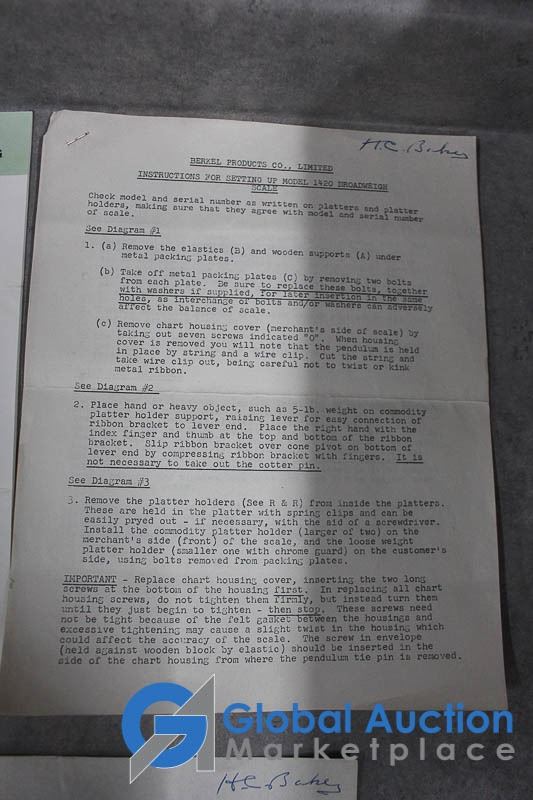 H.C. Bakes
BERKEL PRODUCTS CO., LIMITED
INSTRUCTIONS FOR SETTING UP MODEL 1420 BROADWEIGH
SCALE
Check model and serial number as written on platters and platter
holders, making sure that they agree with model and serial number
of scale.
See Diagram #1
1. (a) Remove the elastics (B) and wooden supports (A) under
metal packing plates.
(b) Take off metal packing plates (C) by removing two bolts
from each plate. Be sure to replace these bolts, together
with washers if supplied, for later insertion in the same
holes, as interchange of bolts and/or washers can adversely
affect the balance of scale.
(c) Remove chart housing cover (merchant's side of scale) by
taking out seven screws indicated "O". When housing
cover is removed you will note that the pendulum is held
in place by string and a wire clip. Cut the string and
take wire clip out, being careful not to twist or kink
metal ribbon.
See Diagram #2
2. Place hand or heavy object, such as 5-lb. weight on commodity
platter holder support, raising lever for easy connection of
ribbon bracket to lever end. Place the right hand with the
index finger and thumb at the top and bottom of the ribbon
bracket. Slip ribbon bracket over cone pivot on bottom of
lever end by compressing ribbon bracket with fingers. It is
not necessary to take out the cotter pin.
See Diagram #3
3. Remove the platter holders (See R & R) from inside the platters.
These are held in the platter with spring clips and can be
easily pryed out - if necessary, with the aid of a screwdriver.
Install the commodity platter holder (larger of two) on the
merchant's side (front) of the scale, and the loose weight
platter holder (smaller one with chrome guard) on the customer's
side, using bolts removed from packing plates.
IMPORTANT - Replace chart housing cover, inserting the two long
screws at the bottom of the housing first. In replacing all chart
housing screws, do not tighten them firmly, but instead turn them
until they just begin to tighten - then stop. These screws need
not be tight because of the felt gasket between the housings and
excessive tightening may cause a slight twist in the housing which
could affect the accuracy of the scale. The screw in envelope
(held against wooden block by elastic) should be inserted in the
side of the chart housing from where the pendulum tie pin is removed.
Global Auction
Marketplace